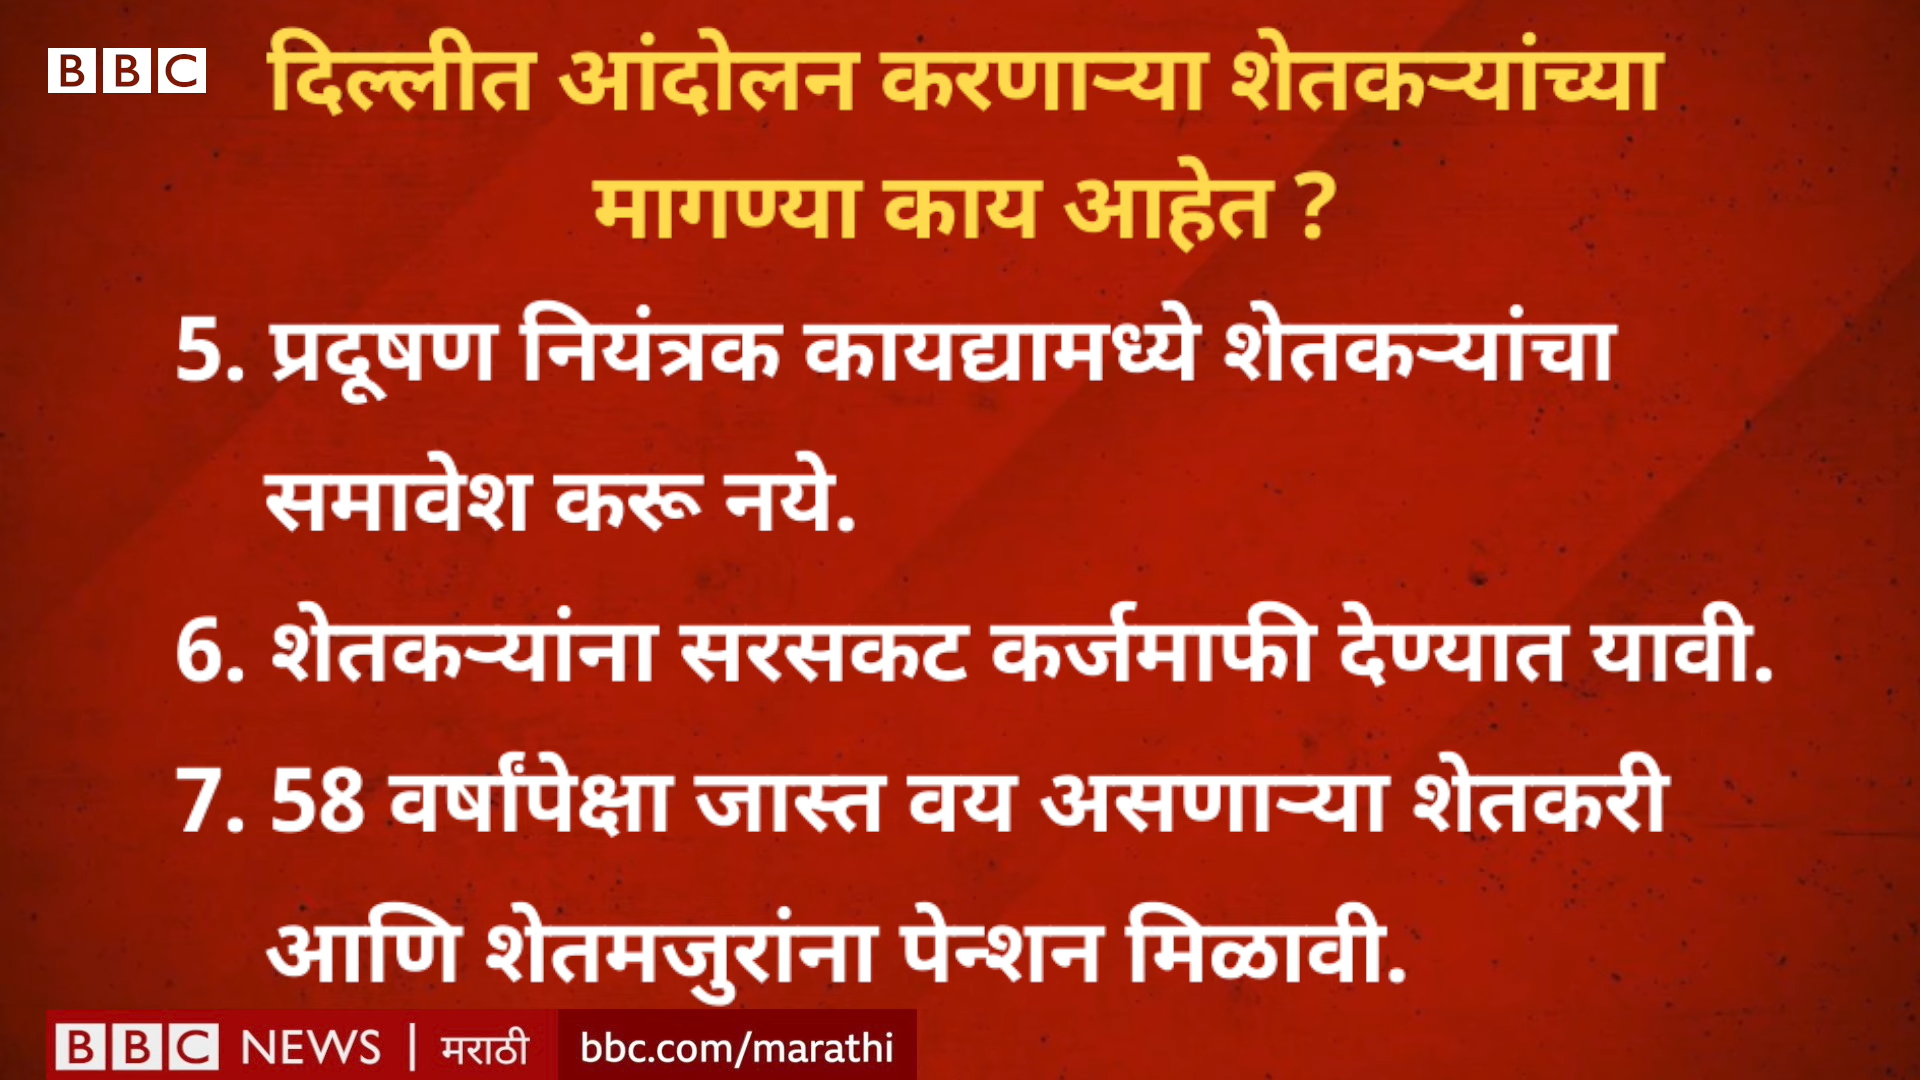 BBC
दिल्लीत आंदोलन करणाऱ्या शेतकऱ्यांच्या
मागण्या काय आहेत ?
5. प्रदूषण नियंत्रक कायद्यामध्ये शेतकऱ्यांचा
समावेश करू नये.
6. शेतकऱ्यांना सरसकट कर्जमाफी देण्यात यावी.
7. 58 वर्षांपेक्षा जास्त वय असणाऱ्या शेतकरी
आणि शेतमजुरांना पेन्शन मिळावी.
BBC NEWS | मराठी bbc.com/marathi